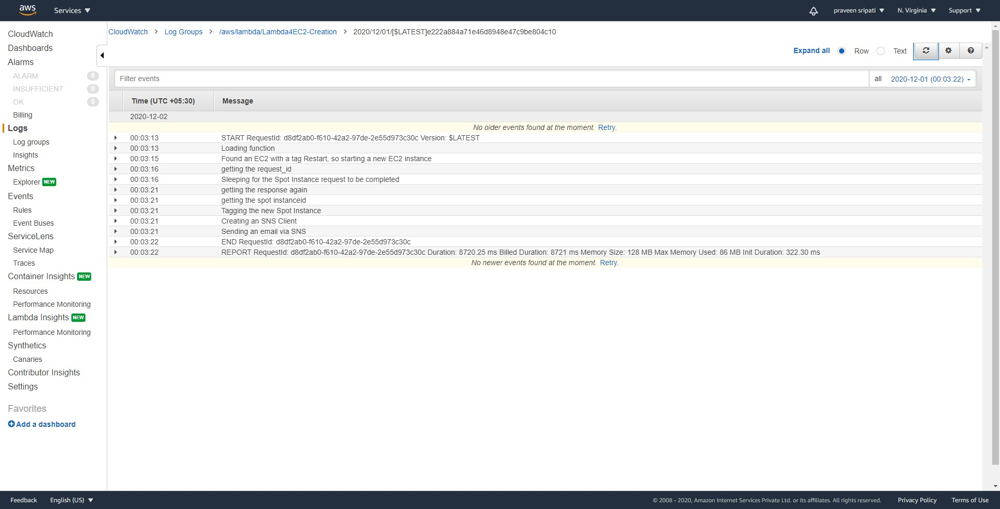 aws Services praveen sripati N. Virginia Support
CloudWatch > Log Groups > /aws/lambda/Lambda4EC2-Creation > 2020/12/01/[$LATEST]e222a884a71e46d8948e47c9be804c10
CloudWatch
Dashboards
Alarms
ALARM 0
INSUFFICIENT 0
OK 0
Billing
Logs
Log groups
Insights
Metrics
Explorer NEW
Events
Rules
Event Buses
ServiceLens
Service Map
Traces
Container Insights NEW
Resources
Performance Monitoring
Lambda Insights NEW
Performance Monitoring
Synthetics
Canaries
Contributor Insights
Settings
Favorites
Add a dashboard
Expand all Row Text
Filter events all 2020-12-01 (00:03:22)
Time (UTC +05:30) Message
2020-12-02
No older events found at the moment. Retry.
00:03:13 START RequestId: d8df2ab0-f610-42a2-97de-2e55d973c30c Version: $LATEST
00:03:13 Loading function
00:03:15 Found an EC2 with a tag Restart, so starting a new EC2 instance
00:03:16 getting the request_id
00:03:16 Sleeping for the Spot Instance request to be completed
00:03:21 getting the response again
00:03:21 getting the spot instanceid
00:03:21 Tagging the new Spot Instance
00:03:21 Creating an SNS Client
00:03:21 Sending an email via SNS
00:03:22 END RequestId: d8df2ab0-f610-42a2-97de-2e55d973c30c
00:03:22 REPORT RequestId: d8df2ab0-f610-42a2-97de-2e55d973c30c Duration: 8720.25 ms Billed Duration: 8721 ms Memory Size: 128 MB Max Memory Used: 86 MB Init Duration: 322.30 ms
No newer events found at the moment. Retry.
Feedback English (US) © 2008 - 2020, Amazon Internet Services Private Ltd. or its affiliates. All rights reserved. Privacy Policy Terms of Use